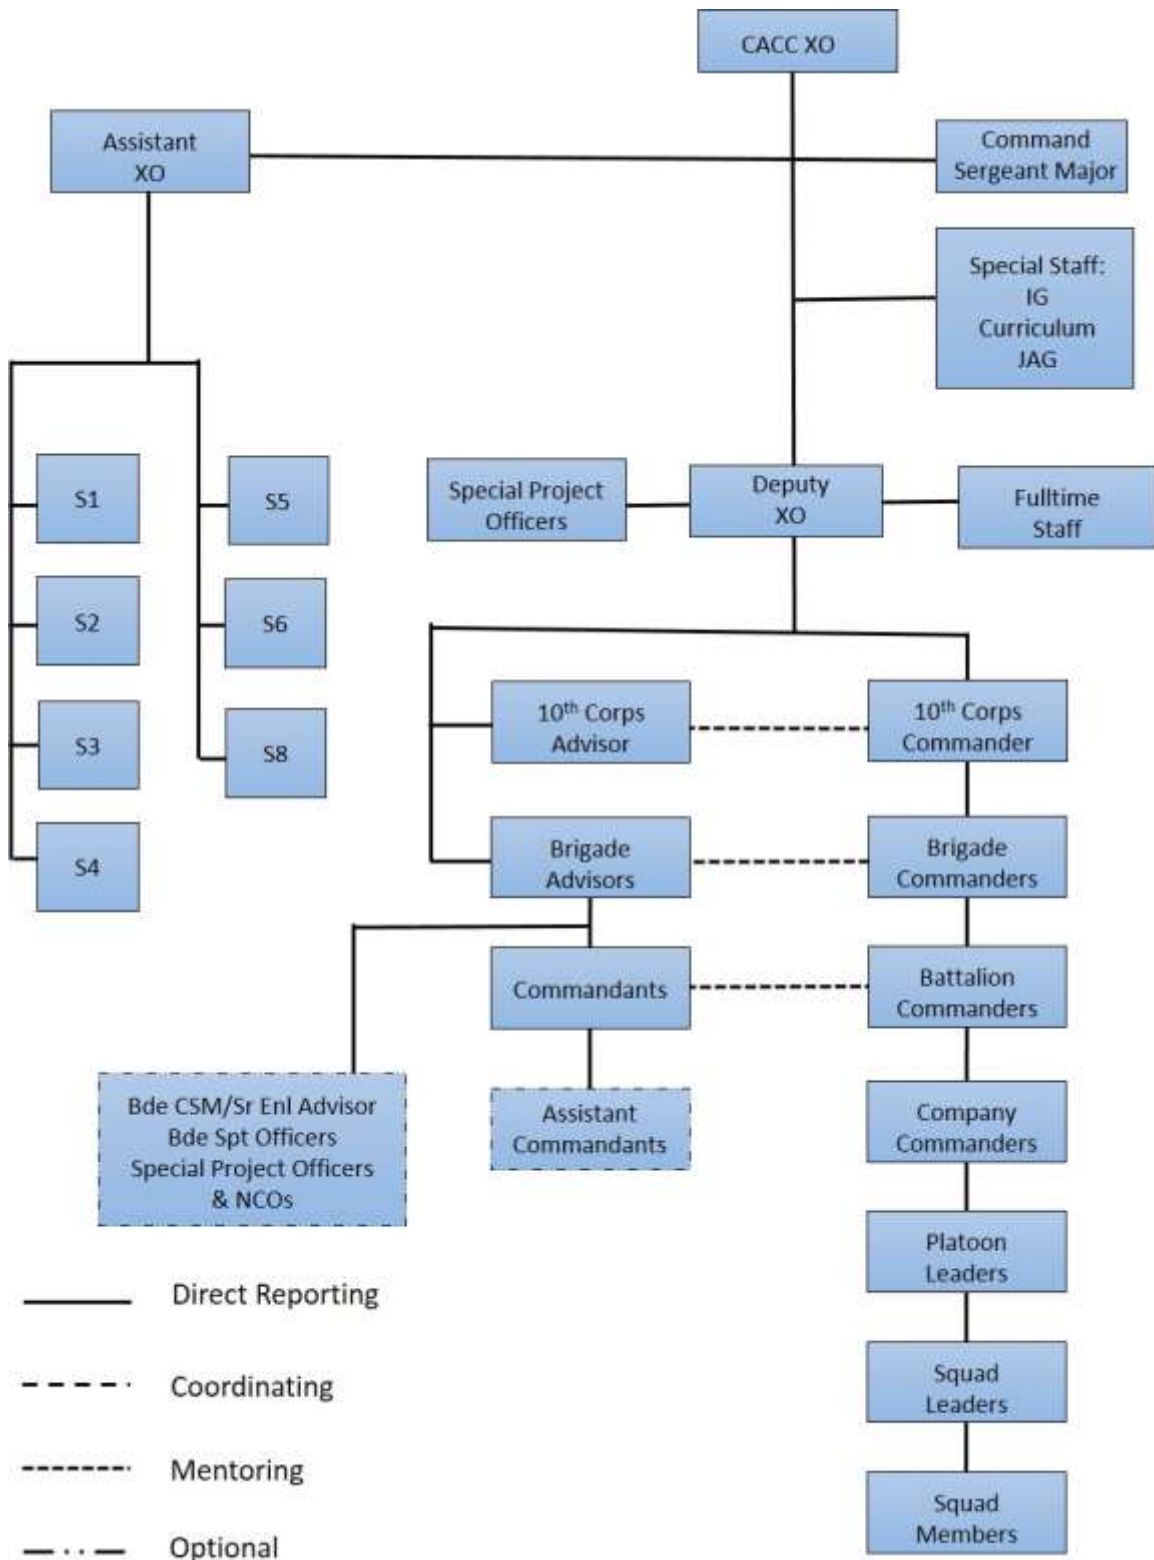 CACC XO
Assistant
XO
Command
Sergeant Major
Special Staff:
IG
Curriculum
JAG
S1
S5
Special Project
Officers
Deputy
XO
Fulltime
Staff
S2
S6
S3
S8
10th Corps
Advisor
10th Corps
Commander
S4
Brigade
Advisors
Brigade
Commanders
Commandants
Battalion
Commanders
Bde CSM/Sr Enl Advisor
Bde Spt Officers
Special Project Officers
& NCOs
Assistant
Commandants
Company
Commanders
Platoon
Leaders
Squad
Leaders
Squad
Members
Direct Reporting
Coordinating
Mentoring
Optional